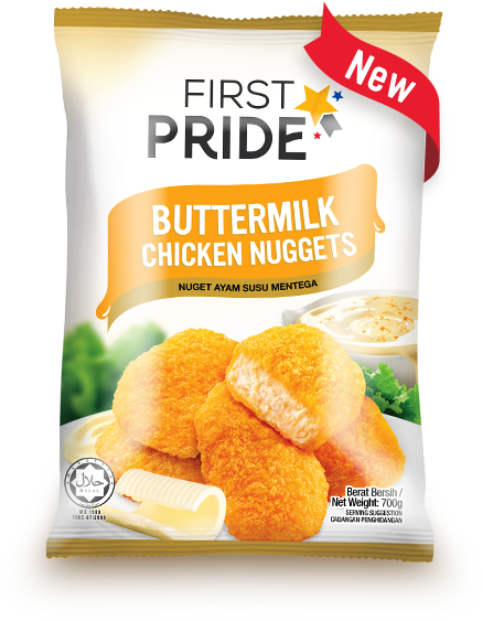 New
FIRST
PRIDE
BUTTERMILK
CHICKEN NUGGETS
NUGET AYAM SUSU MENTEGA
حلال
Berat Bersih /
Net Weight: 700g
SERVING SUGGESTION
CADANGAN PENGHIDANGAN